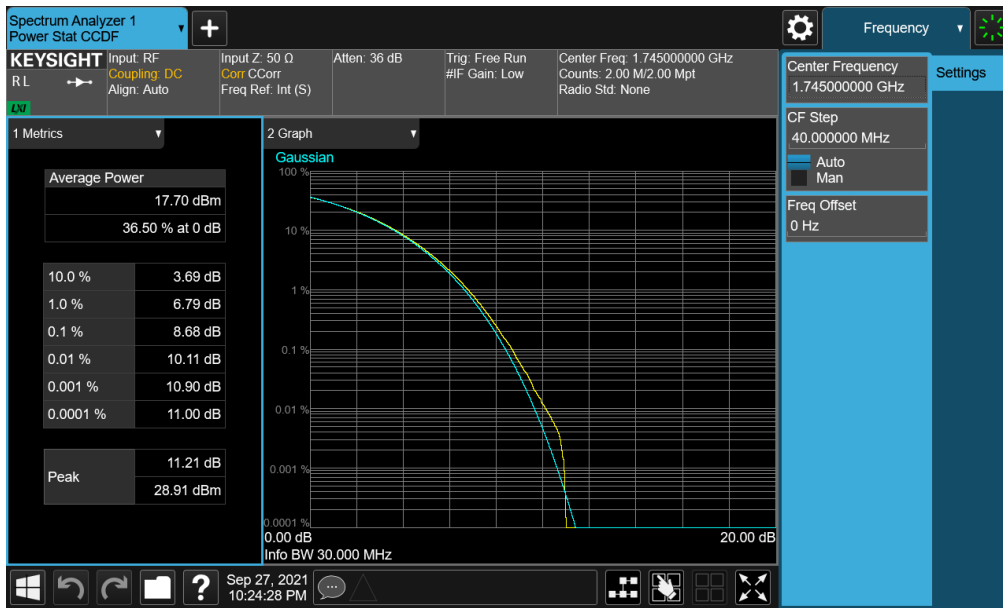 Spectrum Analyzer 1
Power Stat CCDF
+
Frequency
KEYSIGHT
R L
LXI
Input: RF
Coupling: DC
Align: Auto
Input Z: 50 Ω
Corr CCorr
Freq Ref: Int (S)
Atten: 36 dB
Trig: Free Run
#IF Gain: Low
Center Freq: 1.745000000 GHz
Counts: 2.00 M/2.00 Mpt
Radio Std: None
Center Frequency
1.745000000 GHz
Settings
CF Step
40.000000 MHz
Auto
Man
Freq Offset
0 Hz
1 Metrics
Average Power
17.70 dBm
36.50 % at 0 dB
10.0 % 3.69 dB
1.0 % 6.79 dB
0.1 % 8.68 dB
0.01 % 10.11 dB
0.001 % 10.90 dB
0.0001 % 11.00 dB
Peak
11.21 dB
28.91 dBm
2 Graph
Gaussian
100 %
10 %
1 %
0.1 %
0.01 %
0.001 %
0.0001 %
0.00 dB
20.00 dB
Info BW 30.000 MHz
?
Sep 27, 2021
10:24:28 PM